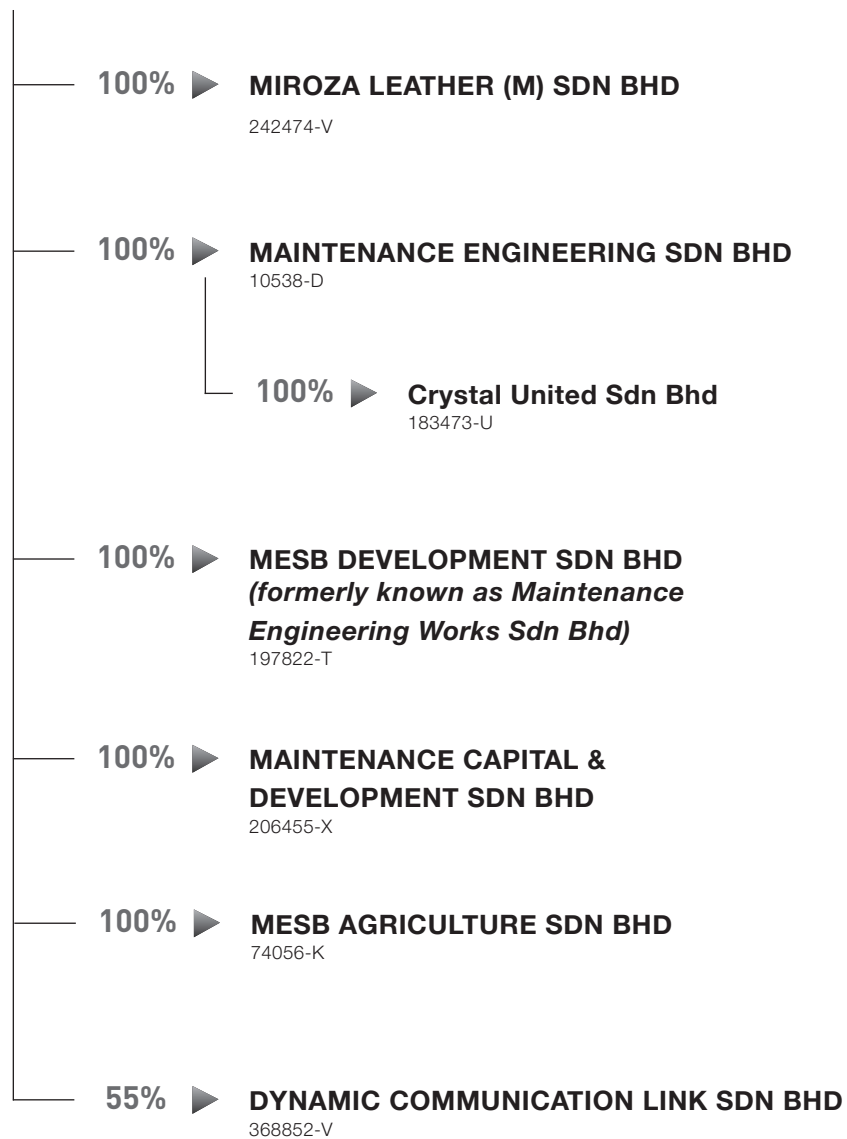 100% MIROZA LEATHER (M) SDN BHD
242474-V
100% MAINTENANCE ENGINEERING SDN BHD
10538-D
100% Crystal United Sdn Bhd
183473-U
100% MESB DEVELOPMENT SDN BHD
(formerly known as Maintenance
Engineering Works Sdn Bhd)
197822-T
100% MAINTENANCE CAPITAL &
DEVELOPMENT SDN BHD
206455-X
100% MESB AGRICULTURE SDN BHD
74056-K
55% DYNAMIC COMMUNICATION LINK SDN BHD
368852-V